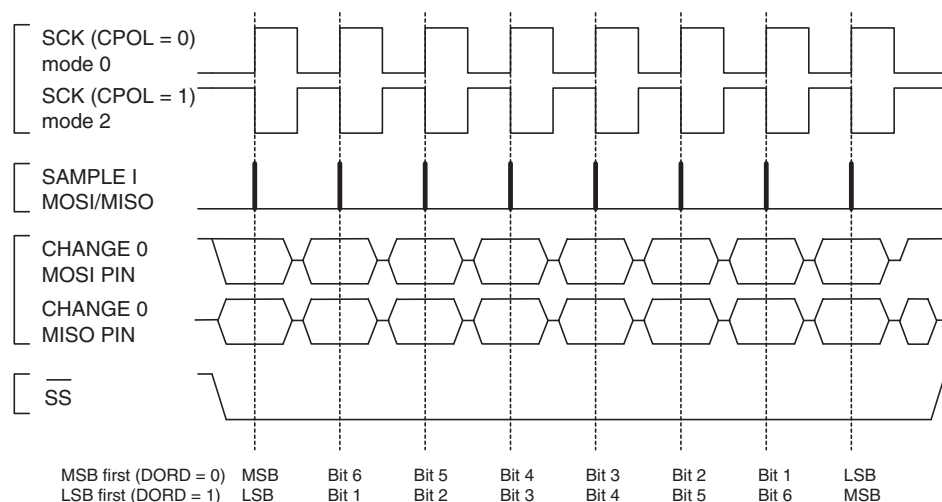 SCK (CPOL = 0)
mode 0
SCK (CPOL = 1)
mode 2
SAMPLE I
MOSI/MISO
CHANGE 0
MOSI PIN
CHANGE 0
MISO PIN
SS
MSB first (DORD = 0) MSB Bit 6 Bit 5 Bit 4 Bit 3 Bit 2 Bit 1 LSB
LSB first (DORD = 1) LSB Bit 1 Bit 2 Bit 3 Bit 4 Bit 5 Bit 6 MSB